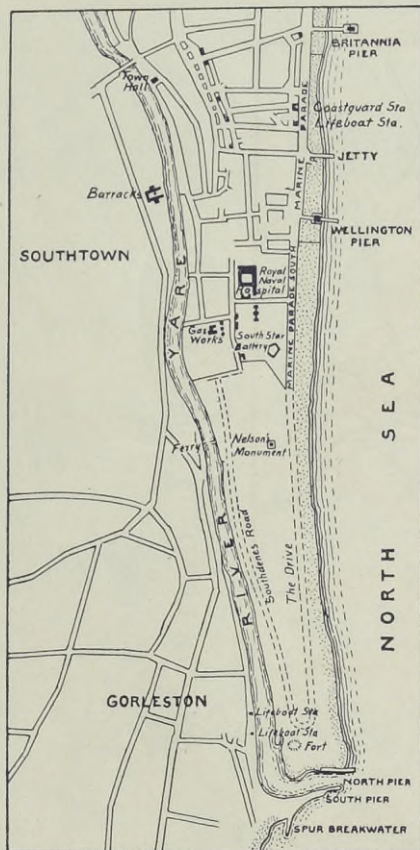 BRITANNIA
PIER
Town
Hall
Coastguard Sta
Lifeboat Sta.
MARINE PARADE
JETTY
Barracks
WELLINGTON
PIER
SOUTHTOWN
Royal
Naval
Hospital
MARINE PARADE SOUTH
Gas
Works
South Star
Battery
RIVER YARE
NORTH SEA
Ferry
Nelson's
Monument
Southdenes Road
The Drive
GORLESTON
Lifeboat Sta
Lifeboat Sta
Fort
NORTH PIER
SOUTH PIER
SPUR BREAKWATER